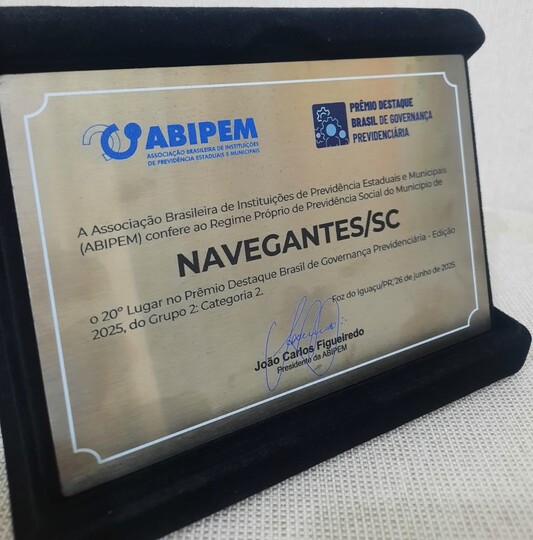 ABIPEM
ASSOCIAÇÃO BRASILEIRA DE INSTITUIÇÕES
DE PREVIDÊNCIA ESTADUAIS E MUNICIPAIS
PRÊMIO DESTAQUE
BRASIL DE GOVERNANÇA
PREVIDENCIÁRIA
A Associação Brasileira de Instituições de Previdência Estaduais e Municipais
(ABIPEM) confere ao Regime Próprio de Previdência Social do Município de
NAVEGANTES/SC
o 20º Lugar no Prêmio Destaque Brasil de Governança Previdenciária - Edição
2025, do Grupo 2: Categoria 2.
Foz do Iguaçu/PR, 26 de junho de 2025
João Carlos Figueiredo
Presidente da ABIPEM